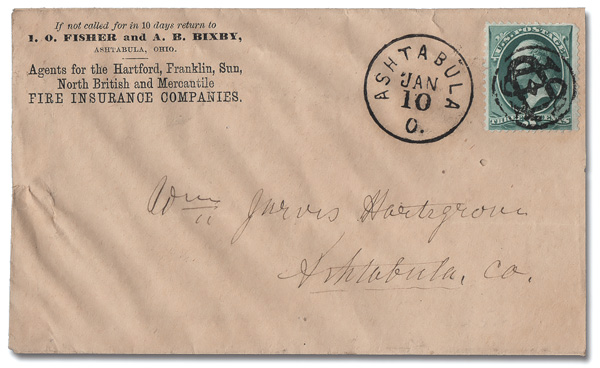 If not called for in 10 days return to
I. O. FISHER and A. B. BIXBY,
ASHTABULA, OHIO.
Agents for the Hartford, Franklin, Sun,
North British and Mercantile
FIRE INSURANCE COMPANIES.
ASHTABULA
JAN
10
O.
U.S. POSTAGE
THREE CENTS
Wm Jarvis Hartsgrove
Ashtabula, Co.